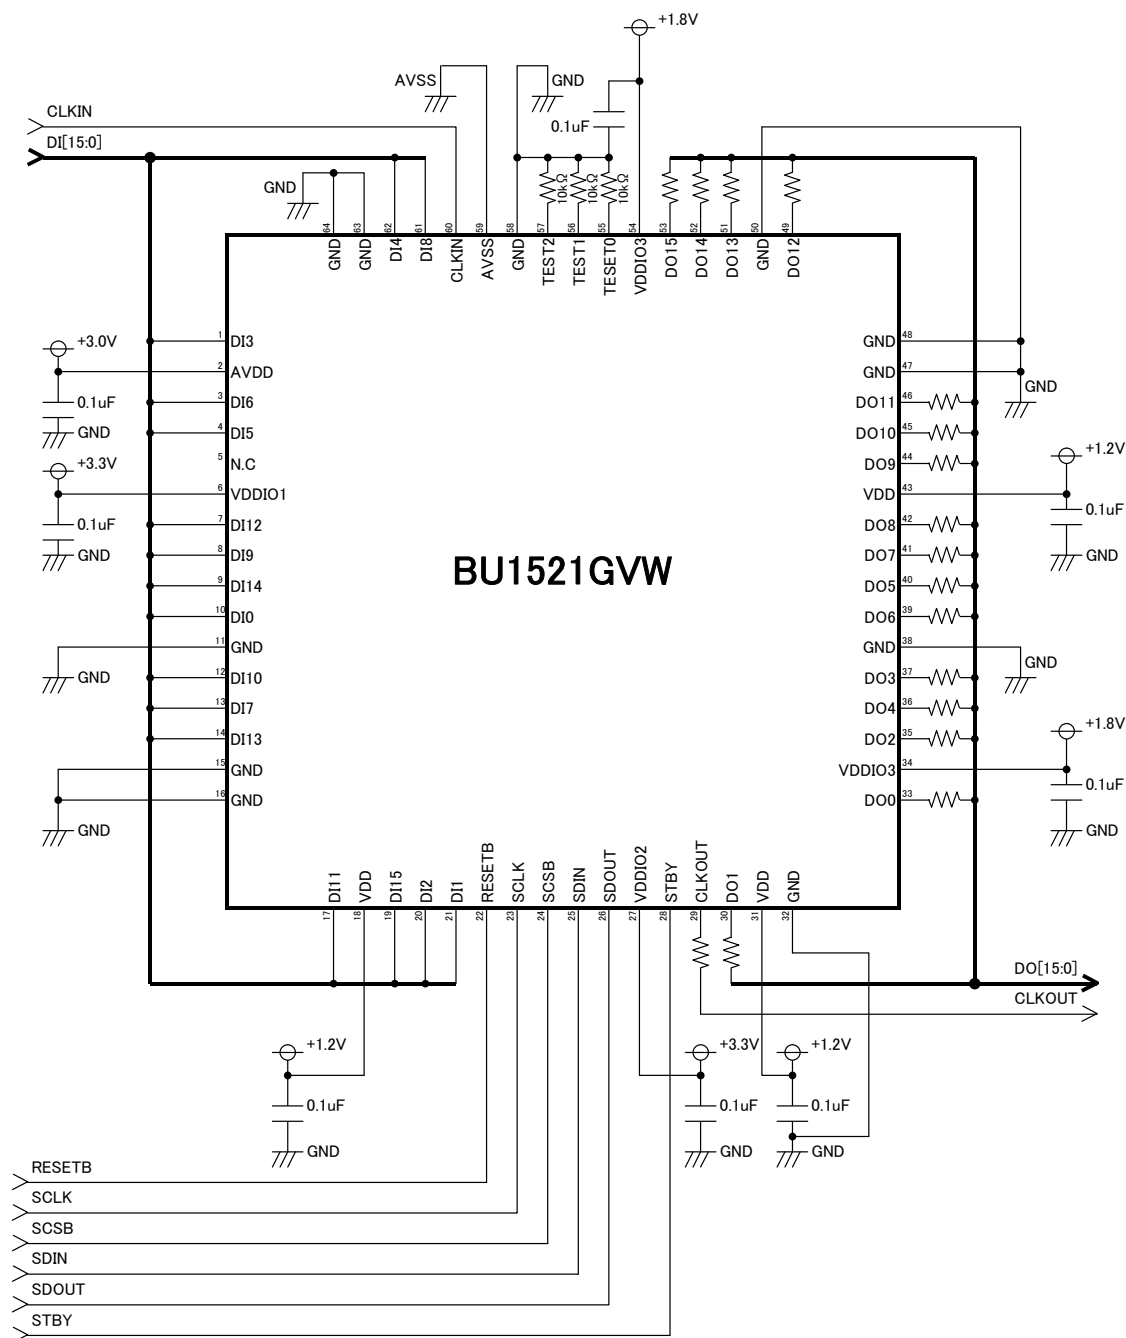 +1.8V
AVSS
GND
CLKIN
0.1uF
DI[15:0]
GND
10kΩ
10kΩ
10kΩ
64
63
62
61
60
59
58
57
56
55
54
53
52
51
50
49
GND
GND
DI4
DI8
CLKIN
AVSS
GND
TEST2
TEST1
TESET0
VDDIO3
DO15
DO14
DO13
GND
DO12
+3.0V
0.1uF
GND
+3.3V
0.1uF
GND
GND
GND
1 DI3
2 AVDD
3 DI6
4 DI5
5 N.C
6 VDDIO1
7 DI12
8 DI9
9 DI14
10 DI0
11 GND
12 DI10
13 DI7
14 DI13
15 GND
16 GND
BU1521GVW
GND 48
GND 47
DO11 46
DO10 45
DO9 44
VDD 43
DO8 42
DO7 41
DO5 40
DO6 39
GND 38
DO3 37
DO4 36
DO2 35
VDDIO3 34
DO0 33
GND
+1.2V
0.1uF
GND
GND
+1.8V
0.1uF
GND
DI11
VDD
DI15
DI2
DI1
RESETB
SCLK
SCSB
SDIN
SDOUT
VDDIO2
STBY
CLKOUT
DO1
VDD
GND
17
18
19
20
21
22
23
24
25
26
27
28
29
30
31
32
DO[15:0]
CLKOUT
+1.2V
0.1uF
GND
+3.3V
0.1uF
GND
+1.2V
0.1uF
GND
RESETB
SCLK
SCSB
SDIN
SDOUT
STBY